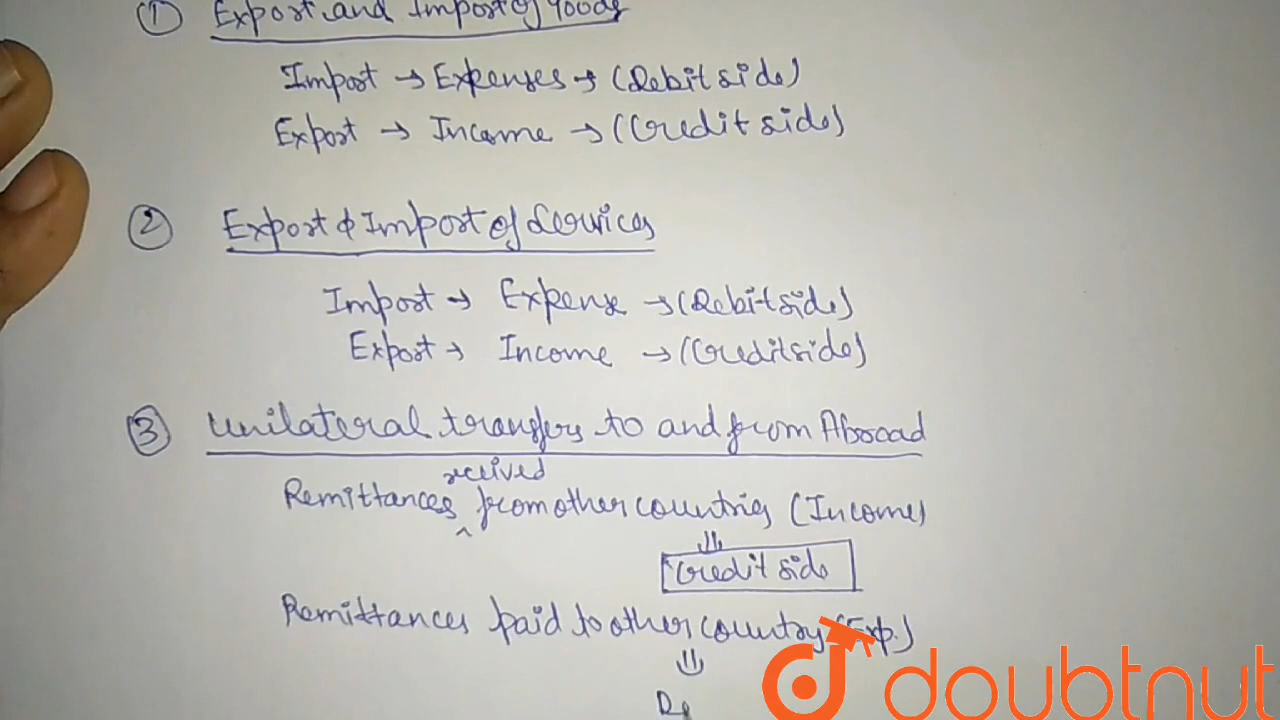 ① Export and Import of Goods
Import → Expenses → (Debit side)
Export → Income → (Credit side)
② Export & Import of Services
Import → Expense → (Debit side)
Export → Income → (Credit side)
③ Unilateral transfers to and from Abroad
received
Remittances ^ from other countries (Income)
⇓
Credit side
Remittances paid to other country (Exp.)
⇓
De
doubtnut